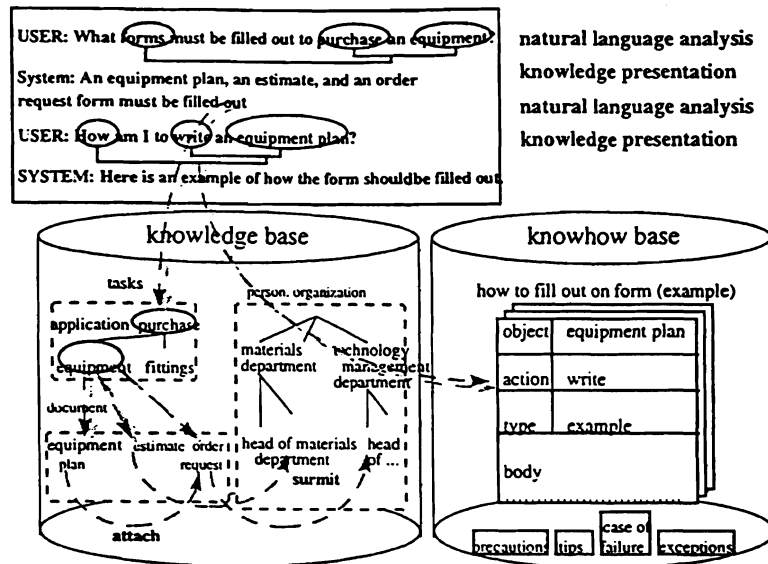 USER: What forms must be filled out to purchase an equipment?
natural language analysis
knowledge presentation
System: An equipment plan, an estimate, and an order
request form must be filled out
natural language analysis
USER: How am I to write an equipment plan?
knowledge presentation
SYSTEM: Here is an example of how the form shouldbe filled out.
knowledge base
tasks
application purchase
equipment fittings
document
equipment
plan
estimate order
request
attach
person. organization
materials
department
technology
management
department
head of materials
department
head
of ...
surmit
knowhow base
how to fill out on form (example)
object equipment plan
action write
type example
body
precautions
tips
case of
failure
exceptions